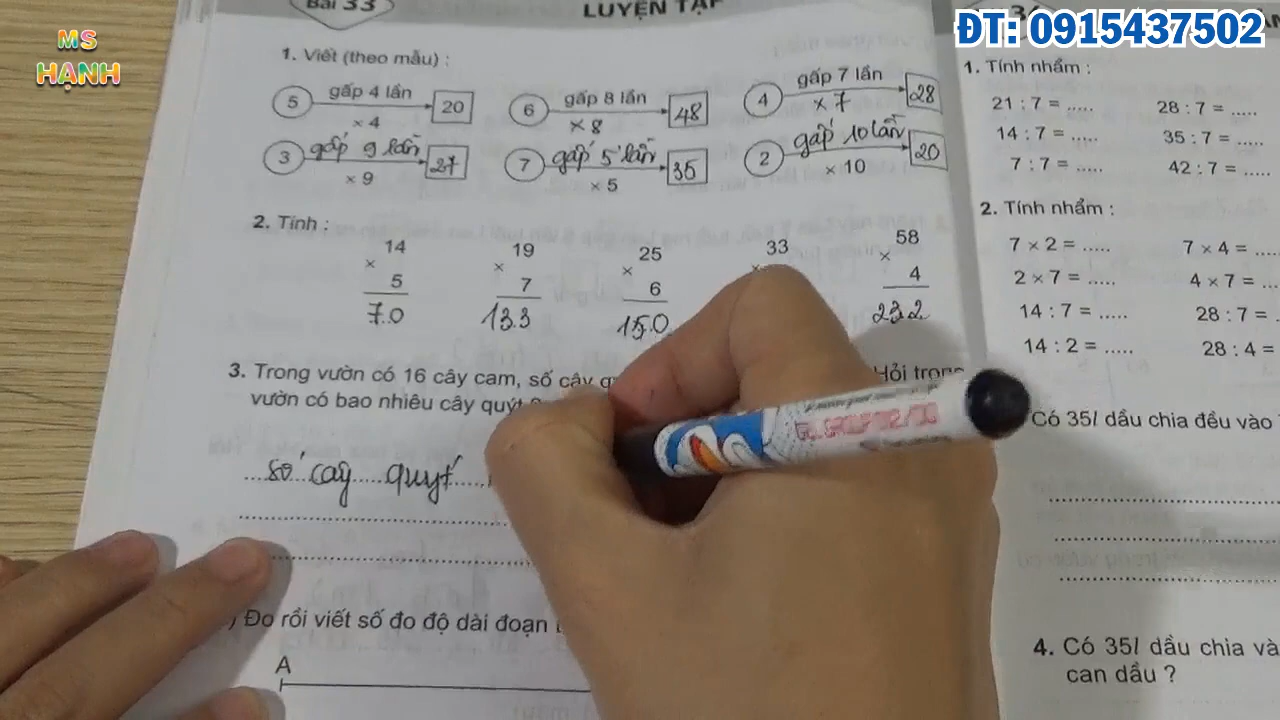 MS
HẠNH
ĐT: 0915437502
Bài 33
LUYỆN TẬP
1. Viết (theo mẫu) :
5 gấp 4 lần 20
× 4
6 gấp 8 lần 48
× 8
4 gấp 7 lần 28
× 7
3 gấp 9 lần 27
× 9
7 gấp 5 lần 35
× 5
2 gấp 10 lần 20
× 10
2. Tính :
14 19 25 33 58
× × × × ×
5 7 6 4
70 133 150 232
3. Trong vườn có 16 cây cam, số cây Hỏi trong
vườn có bao nhiêu cây quýt
số cây quýt
) Đo rồi viết số đo độ dài đoạn
A
1. Tính nhẩm :
21 : 7 = ..... 28 : 7 = .....
14 : 7 = ..... 35 : 7 = .....
7 : 7 = ..... 42 : 7 = .....
2. Tính nhẩm :
7 × 2 = ..... 7 × 4 = ....
2 × 7 = ..... 4 × 7 = ...
14 : 7 = ..... 28 : 7 = .
14 : 2 = ..... 28 : 4 =
Có 35l dầu chia đều vào
4. Có 35l dầu chia và
can dầu ?